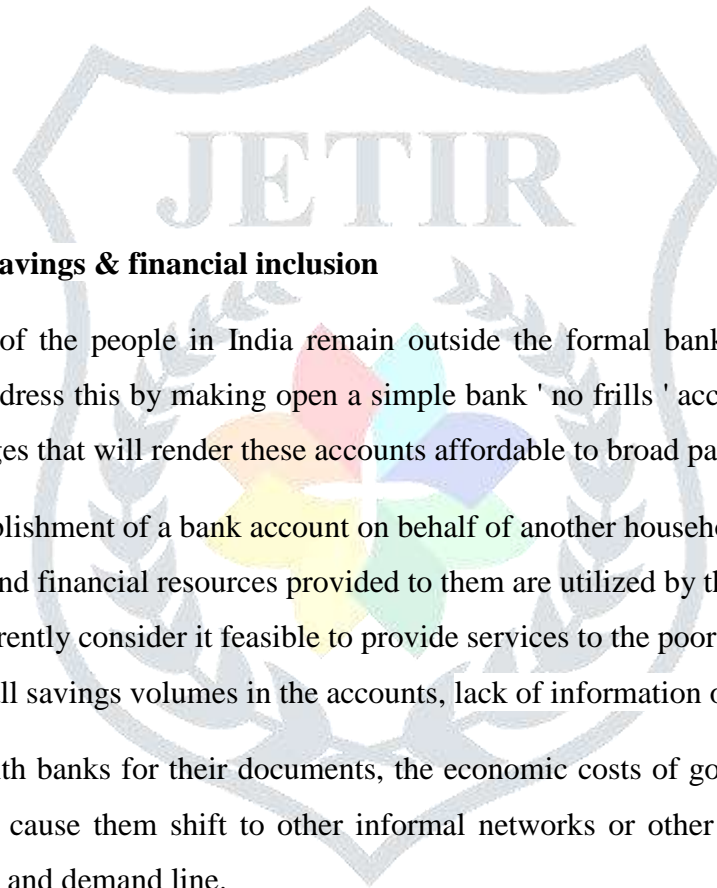 JETIR
avings & financial inclusion
of the people in India remain outside the formal bank
dress this by making open a simple bank ' no frills ' acc
ges that will render these accounts affordable to broad pa
blishment of a bank account on behalf of another househo
nd financial resources provided to them are utilized by th
rently consider it feasible to provide services to the poor
ll savings volumes in the accounts, lack of information o
ith banks for their documents, the economic costs of go
cause them shift to other informal networks or other
and demand line.